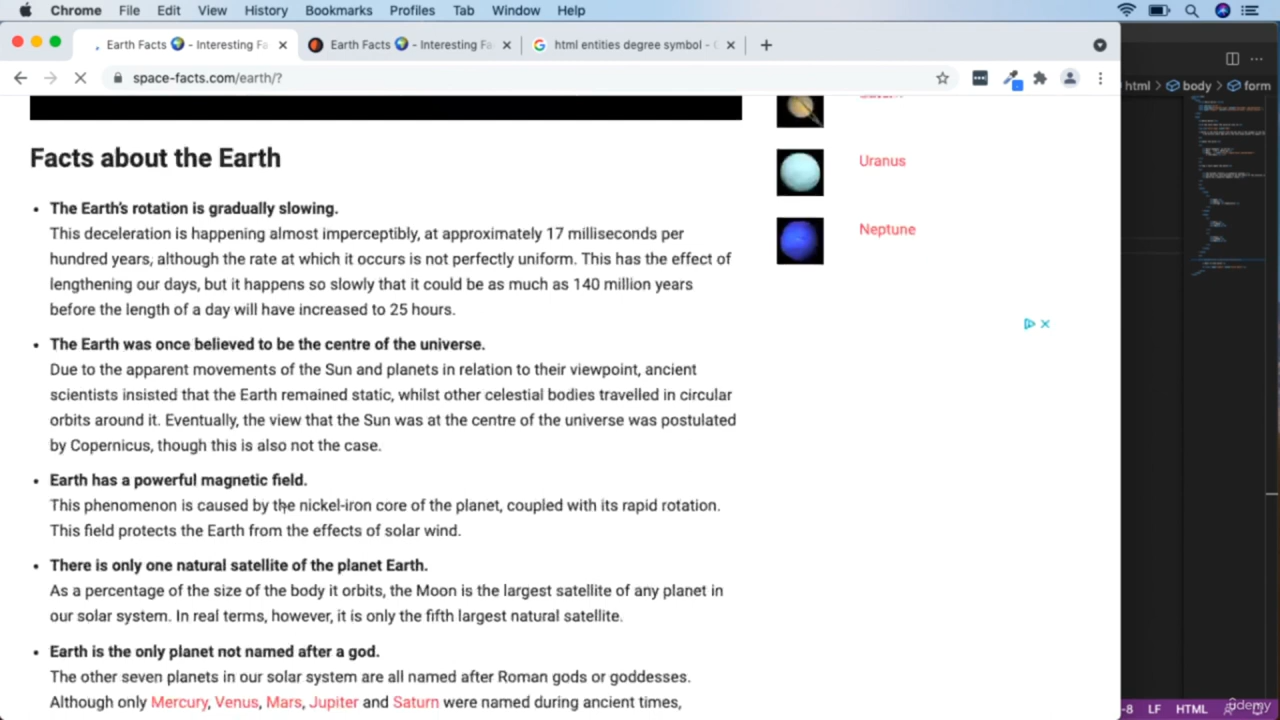 Chrome File Edit View History Bookmarks Profiles Tab Window Help
Earth Facts 🌍 - Interesting Fa
Earth Facts 🌍 - Interesting Fa
html entities degree symbol -
space-facts.com/earth/?
html > body > form
Facts about the Earth
• The Earth's rotation is gradually slowing.
This deceleration is happening almost imperceptibly, at approximately 17 milliseconds per
hundred years, although the rate at which it occurs is not perfectly uniform. This has the effect of
lengthening our days, but it happens so slowly that it could be as much as 140 million years
before the length of a day will have increased to 25 hours.
• The Earth was once believed to be the centre of the universe.
Due to the apparent movements of the Sun and planets in relation to their viewpoint, ancient
scientists insisted that the Earth remained static, whilst other celestial bodies travelled in circular
orbits around it. Eventually, the view that the Sun was at the centre of the universe was postulated
by Copernicus, though this is also not the case.
• Earth has a powerful magnetic field.
This phenomenon is caused by the nickel-iron core of the planet, coupled with its rapid rotation.
This field protects the Earth from the effects of solar wind.
• There is only one natural satellite of the planet Earth.
As a percentage of the size of the body it orbits, the Moon is the largest satellite of any planet in
our solar system. In real terms, however, it is only the fifth largest natural satellite.
• Earth is the only planet not named after a god.
The other seven planets in our solar system are all named after Roman gods or goddesses.
Although only Mercury, Venus, Mars, Jupiter and Saturn were named during ancient times,
Uranus
Neptune
-8 LF HTML
udemy